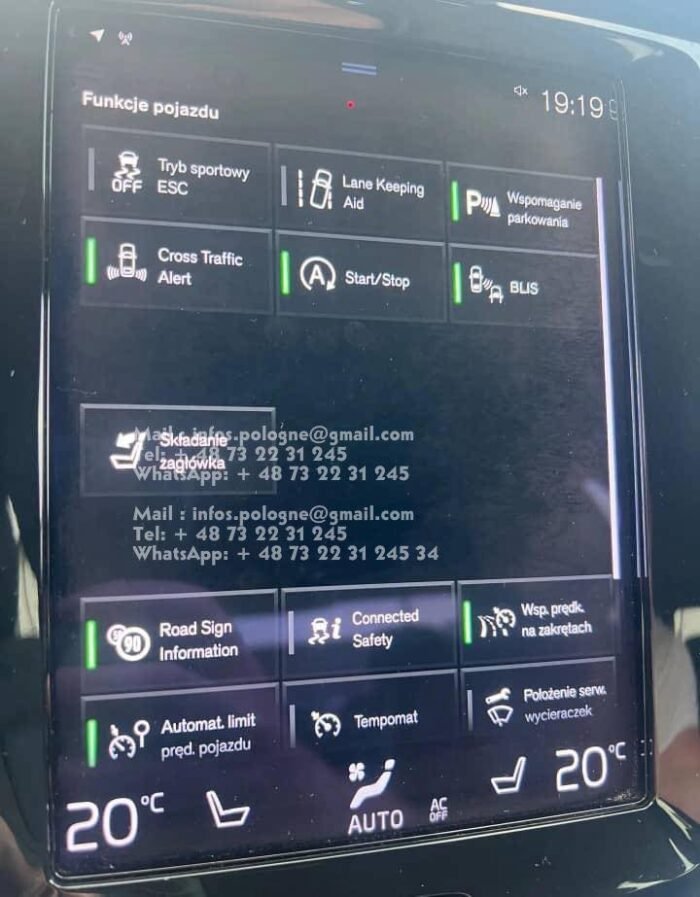 19:19
Funkcje pojazdu
OFF
Tryb sportowy
ESC
Lane Keeping
Aid
P
Wspomaganie
parkowania
Cross Traffic
Alert
A
Start/Stop
BLIS
Składanie
zagłówka
Mail : infos.pologne@gmail.com
Tel: + 48 73 22 31 245
WhatsApp: + 48 73 22 31 245
Mail : infos.pologne@gmail.com
Tel: + 48 73 22 31 245
WhatsApp: + 48 73 22 31 245 34
90
Road Sign
Information
Connected
Safety
Wsp. prędk.
na zakrętach
Automat. limit
pręd. pojazdu
Tempomat
Położenie serw.
wycieraczek
20°C
AUTO
AC
OFF
20°C